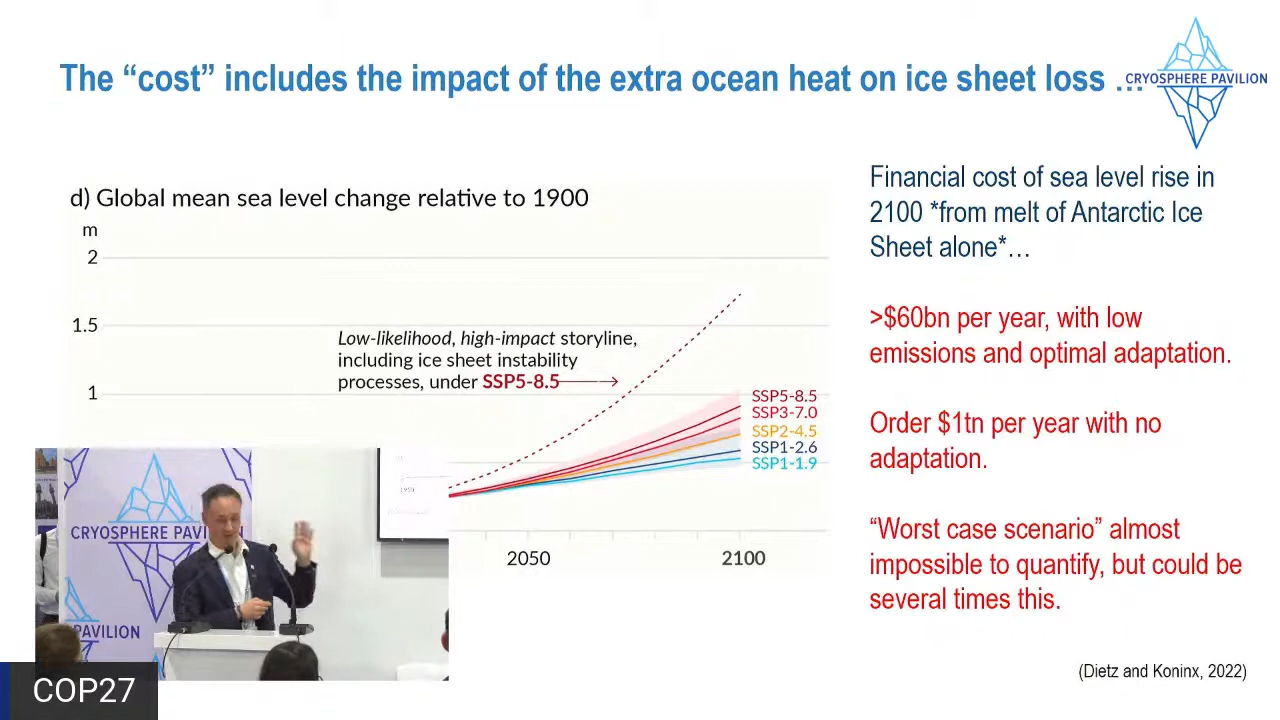 The “cost” includes the impact of the extra ocean heat on ice sheet loss …
CRYOSPHERE PAVILION
d) Global mean sea level change relative to 1900
m
2
1.5
1
Low-likelihood, high-impact storyline,
including ice sheet instability
processes, under SSP5-8.5
SSP5-8.5
SSP3-7.0
SSP2-4.5
SSP1-2.6
SSP1-1.9
2050
2100
Financial cost of sea level rise in
2100 *from melt of Antarctic Ice
Sheet alone*…
>$60bn per year, with low
emissions and optimal adaptation.
Order $1tn per year with no
adaptation.
“Worst case scenario” almost
impossible to quantify, but could be
several times this.
(Dietz and Koninx, 2022)
CRYOSPHERE PAVI
PAVILION
1950
COP27